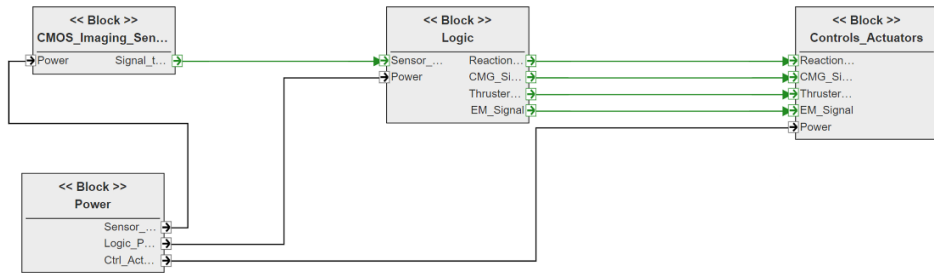 << Block >>
CMOS_Imaging_Sen...
Power Signal_t...
<< Block >>
Logic
Sensor_... Reaction...
Power CMG_Si...
Thruster...
EM_Signal
<< Block >>
Controls_Actuators
Reaction...
CMG_Si...
Thruster...
EM_Signal
Power
<< Block >>
Power
Sensor_...
Logic_P...
Ctrl_Act...